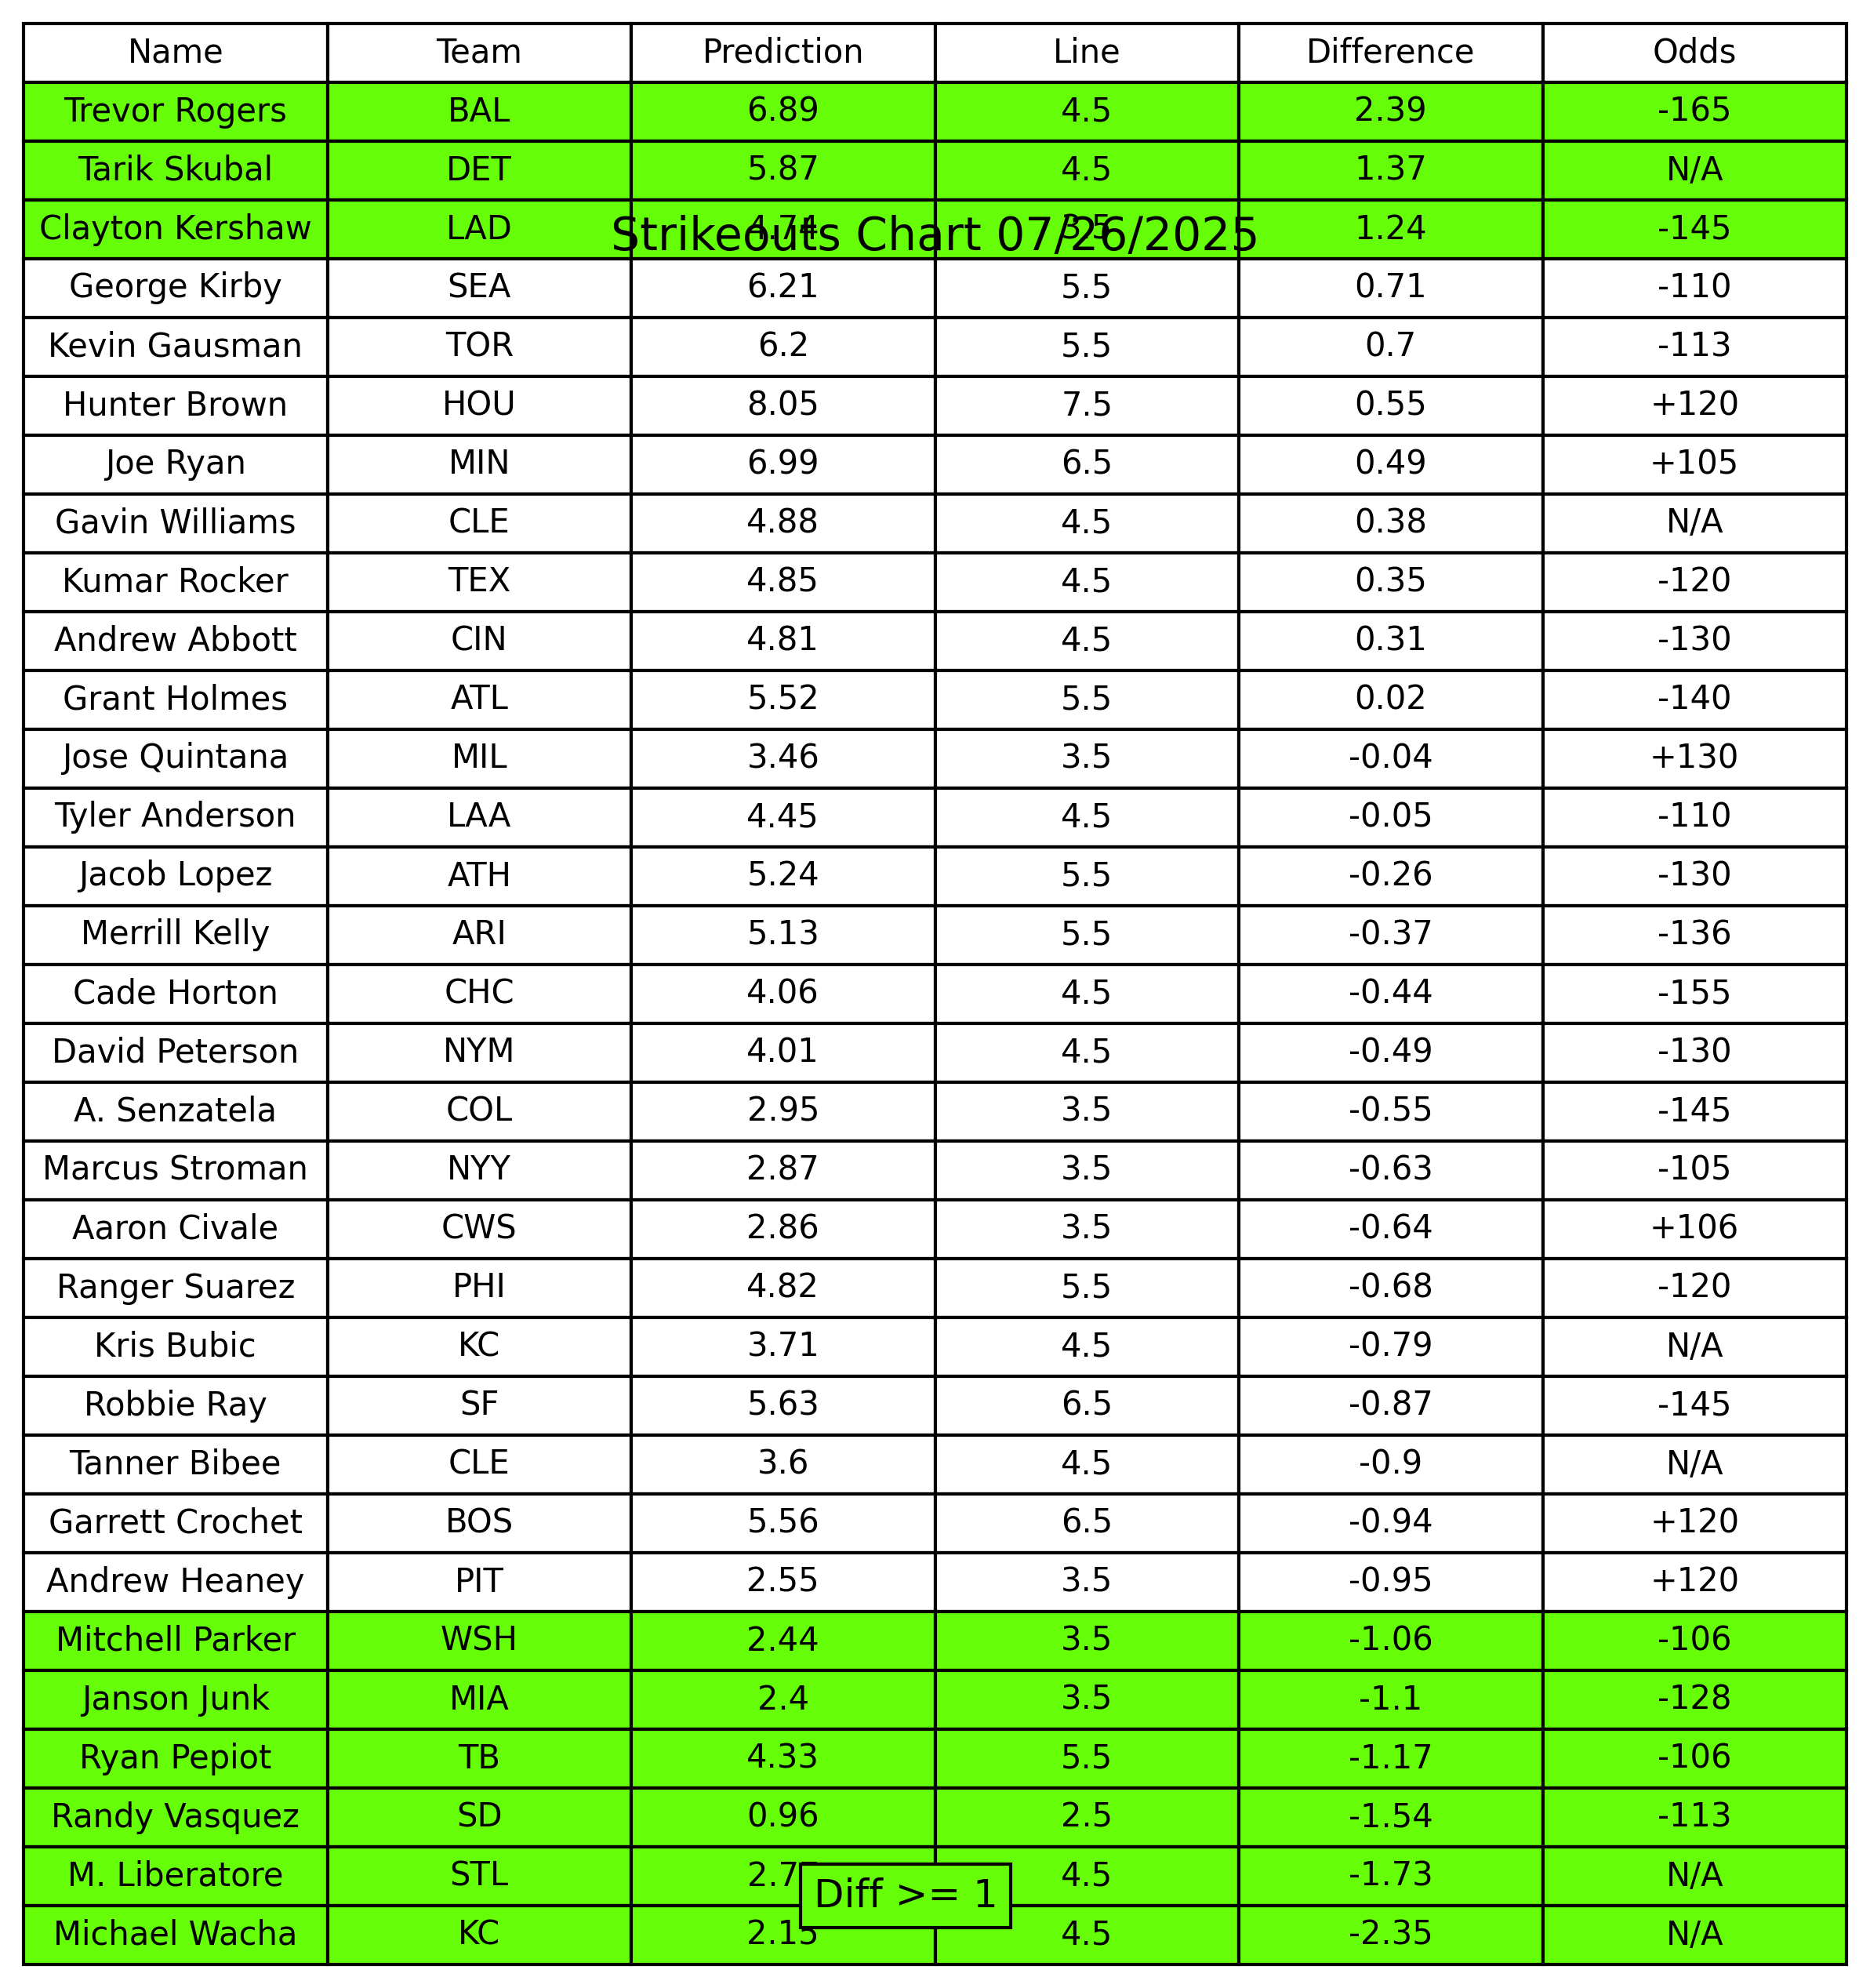 Name Team Prediction Line Difference Odds
Trevor Rogers BAL 6.89 4.5 2.39 -165
Tarik Skubal DET 5.87 4.5 1.37 N/A
Clayton Kershaw LAD 4.74 3.5 1.24 -145
Strikeouts Chart 07/26/2025
George Kirby SEA 6.21 5.5 0.71 -110
Kevin Gausman TOR 6.2 5.5 0.7 -113
Hunter Brown HOU 8.05 7.5 0.55 +120
Joe Ryan MIN 6.99 6.5 0.49 +105
Gavin Williams CLE 4.88 4.5 0.38 N/A
Kumar Rocker TEX 4.85 4.5 0.35 -120
Andrew Abbott CIN 4.81 4.5 0.31 -130
Grant Holmes ATL 5.52 5.5 0.02 -140
Jose Quintana MIL 3.46 3.5 -0.04 +130
Tyler Anderson LAA 4.45 4.5 -0.05 -110
Jacob Lopez ATH 5.24 5.5 -0.26 -130
Merrill Kelly ARI 5.13 5.5 -0.37 -136
Cade Horton CHC 4.06 4.5 -0.44 -155
David Peterson NYM 4.01 4.5 -0.49 -130
A. Senzatela COL 2.95 3.5 -0.55 -145
Marcus Stroman NYY 2.87 3.5 -0.63 -105
Aaron Civale CWS 2.86 3.5 -0.64 +106
Ranger Suarez PHI 4.82 5.5 -0.68 -120
Kris Bubic KC 3.71 4.5 -0.79 N/A
Robbie Ray SF 5.63 6.5 -0.87 -145
Tanner Bibee CLE 3.6 4.5 -0.9 N/A
Garrett Crochet BOS 5.56 6.5 -0.94 +120
Andrew Heaney PIT 2.55 3.5 -0.95 +120
Mitchell Parker WSH 2.44 3.5 -1.06 -106
Janson Junk MIA 2.4 3.5 -1.1 -128
Ryan Pepiot TB 4.33 5.5 -1.17 -106
Randy Vasquez SD 0.96 2.5 -1.54 -113
M. Liberatore STL 4.5 -1.73 N/A
Diff >= 1
Michael Wacha KC 2.15 4.5 -2.35 N/A